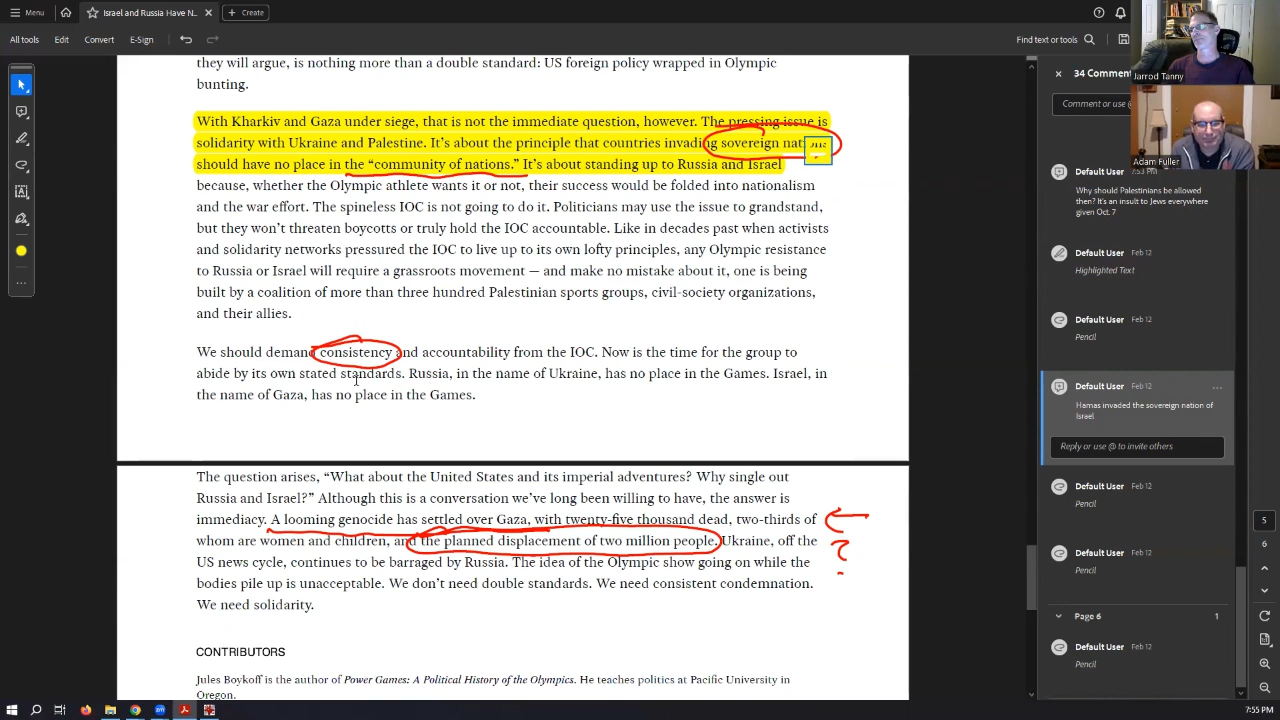 Menu
Israel and Russia Have N...
Create
All tools
Edit
Convert
E-Sign
Find text or tools
they will argue, is nothing more than a double standard: US foreign policy wrapped in Olympic
bunting.
With Kharkiv and Gaza under siege, that is not the immediate question, however. The pressing issue is
solidarity with Ukraine and Palestine. It's about the principle that countries invading sovereign
should have no place in the “community of nations.” It's about standing up to Russia and Israel
because, whether the Olympic athlete wants it or not, their success would be folded into nationalism
and the war effort. The spineless IOC is not going to do it. Politicians may use the issue to grandstand,
but they won't threaten boycotts or truly hold the IOC accountable. Like in decades past when activists
and solidarity networks pressured the IOC to live up to its own lofty principles, any Olympic resistance
to Russia or Israel will require a grassroots movement — and make no mistake about it, one is being
built by a coalition of more than three hundred Palestinian sports groups, civil-society organizations,
and their allies.
We should demand consistency and accountability from the IOC. Now is the time for the group to
abide by its own stated standards. Russia, in the name of Ukraine, has no place in the Games. Israel, in
the name of Gaza, has no place in the Games.
The question arises, “What about the United States and its imperial adventures? Why single out
Russia and Israel?” Although this is a conversation we've long been willing to have, the answer is
immediacy. A looming genocide has settled over Gaza, with twenty-five thousand dead, two-thirds of
whom are women and children, and the planned displacement of two million people. Ukraine, off the
US news cycle, continues to be barraged by Russia. The idea of the Olympic show going on while the
bodies pile up is unacceptable. We don't need double standards. We need consistent condemnation.
We need solidarity.
?
CONTRIBUTORS
Jules Boykoff is the author of Power Games: A Political History of the Olympics. He teaches politics at Pacific University in
Oregon.
34 Comme
Comment or use @
Default User
7:53 PM
Why should Palestinians be allowed
then? It's an insult to Jews everywhere
given Oct. 7
Default User Feb 12
Highlighted Text
Default User Feb 12
Pencil
Default User Feb 12
Hamas invaded the sovereign nation of
Israel
Reply or use @ to invite others
Default User Feb 12
Pencil
Default User Feb 12
Pencil
Page 6 1
Default User Feb 12
Pencil
5
6
Jarrod Tanny
Adam Fuller
7:55 PM